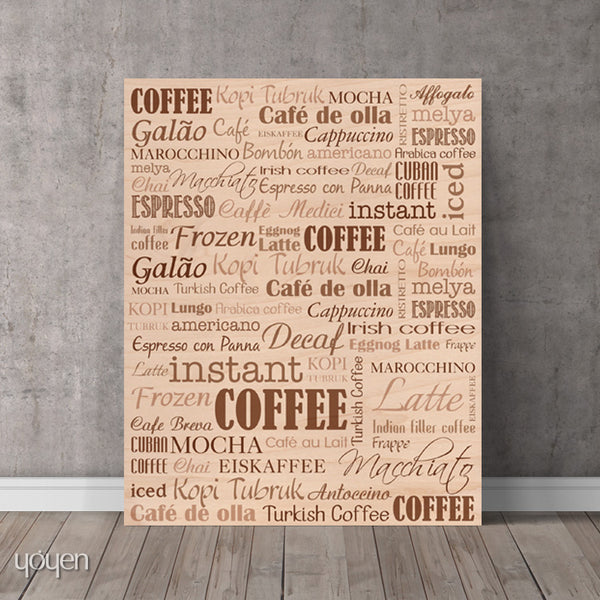 COFFEE Kopi Tubruk MOCHA RISTRETTO Affogato
Café de olla melya
Galão Café EISKAFFEE Cappuccino ESPRESSO
MAROCCHINO Bombón americano Arabica coffee
melya Macchiato Irish coffee Decaf CUBAN COFFEE iced
Chai Espresso con Panna
ESPRESSO Caffè Medici instant
Indian filler coffee Frozen Eggnog Latte COFFEE Café au Lait
Café Lungo
Galão Kopi Tubruk Chai RISTRETTO Bombón
MOCHA Turkish Coffee Café de olla melya
KOPI TUBRUK Lungo Arabica coffee Cappuccino ESPRESSO
americano Decaf Irish coffee
Espresso con Panna Eggnog Latte Frappe
Latte instant KOPI TUBRUK Turkish Coffee MAROCCHINO
Frozen COFFEE Latte EISKAFFEE
Cafe Breva Indian filler coffee
CUBAN COFFEE MOCHA Café au Lait Frappe
Chai EISKAFFEE Macchiato
iced Kopi Tubruk Antoccino
Café de olla Turkish Coffee COFFEE
yöyen